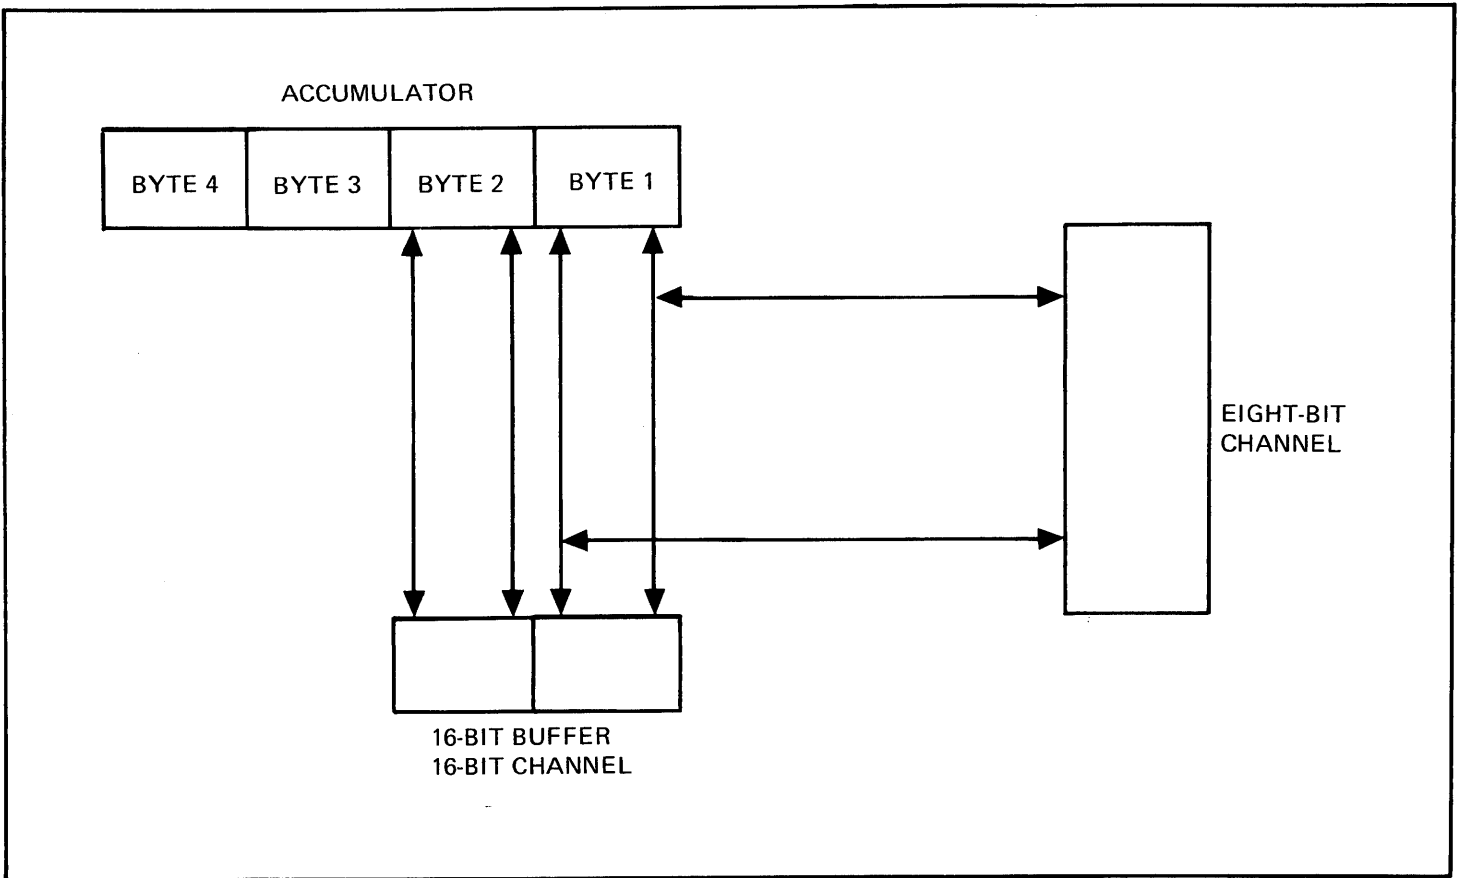 ACCUMULATOR
BYTE 4
BYTE 3
BYTE 2
BYTE 1
EIGHT-BIT
CHANNEL
16-BIT BUFFER
16-BIT CHANNEL